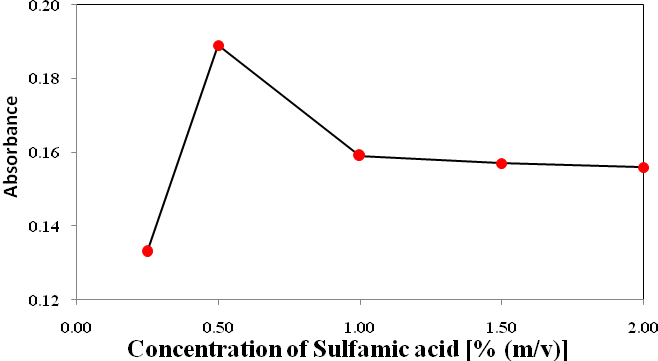 0.20
0.18
0.16
0.14
0.12
Absorbance
0.00 0.50 1.00 1.50 2.00
Concentration of Sulfamic acid [% (m/v)]